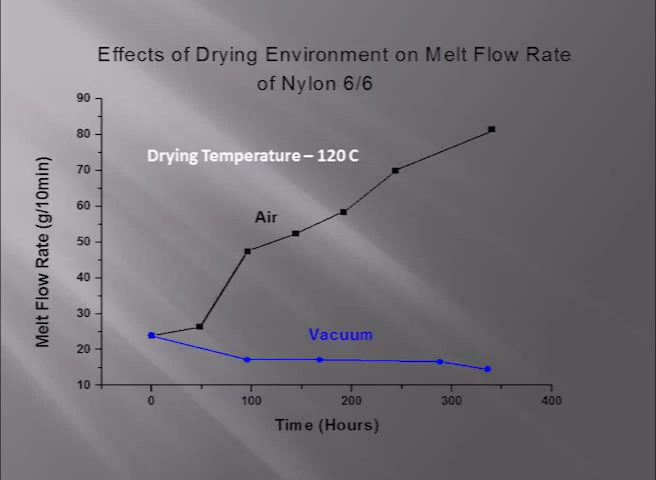 Effects of Drying Environment on Melt Flow Rate
of Nylon 6/6
Drying Temperature – 120 C
Air
Vacuum
Melt Flow Rate (g/10min)
90
80
70
60
50
40
30
20
10
0 100 200 300 400
Time (Hours)